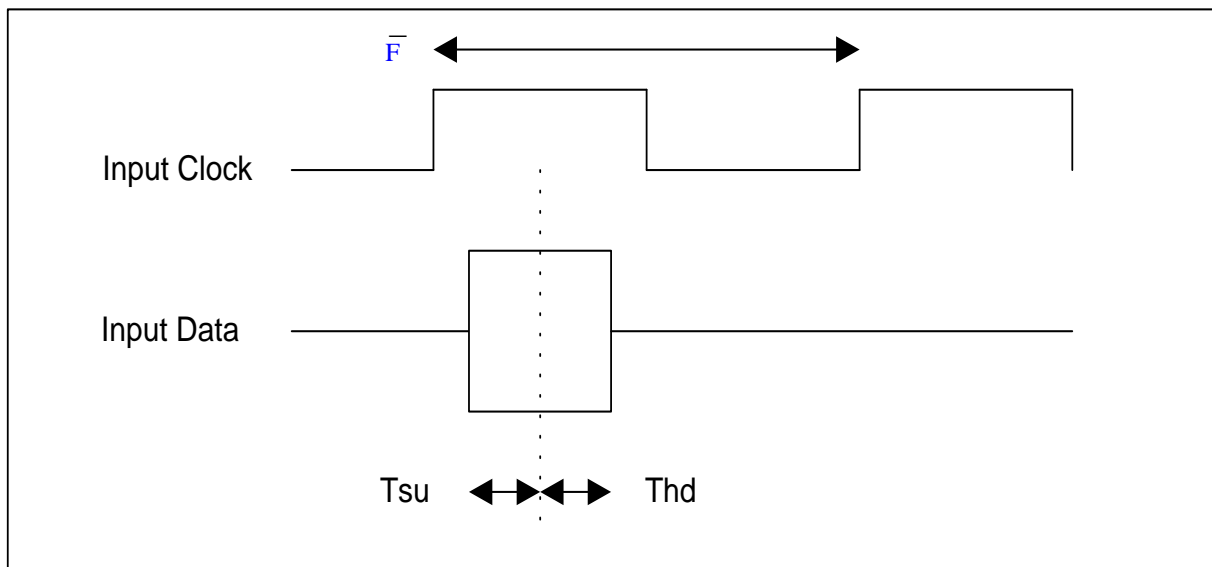 F̅
Input Clock
Input Data
Tsu
Thd